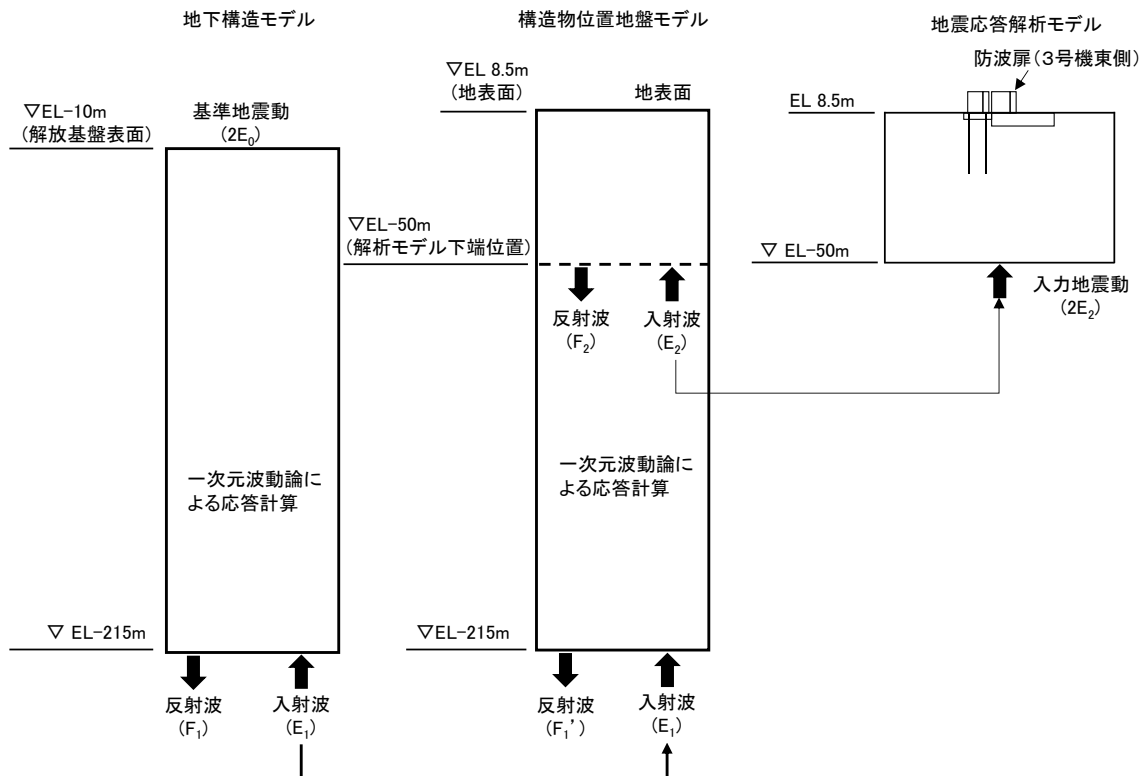 地下構造モデル
▽EL-10m
(解放基盤表面)
基準地震動
(2E₀)
一次元波動論に
よる応答計算
▽ EL-215m
反射波
(F₁)
入射波
(E₁)
構造物位置地盤モデル
▽EL 8.5m
(地表面)
地表面
▽EL-50m
(解析モデル下端位置)
反射波
(F₂)
入射波
(E₂)
一次元波動論に
よる応答計算
▽EL-215m
反射波
(F₁’)
入射波
(E₁)
地震応答解析モデル
防波扉(3号機東側)
EL 8.5m
▽ EL-50m
入力地震動
(2E₂)